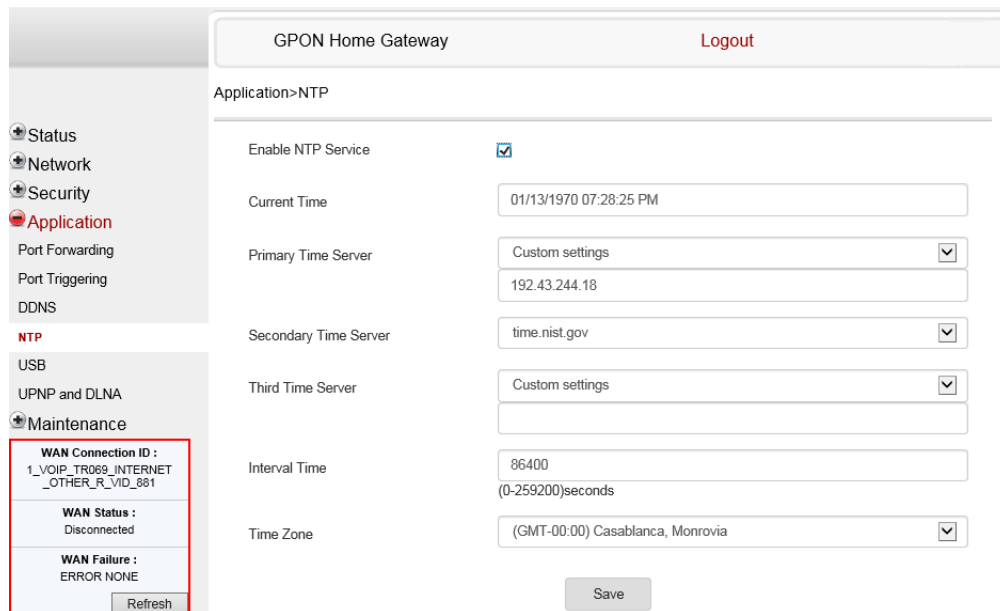 GPON Home Gateway
Logout
Application>NTP
Status
Network
Security
Application
Port Forwarding
Port Triggering
DDNS
NTP
USB
UPNP and DLNA
Maintenance
WAN Connection ID :
1_VOIP_TR069_INTERNET
_OTHER_R_VID_881
WAN Status :
Disconnected
WAN Failure :
ERROR NONE
Refresh
Enable NTP Service
Current Time
01/13/1970 07:28:25 PM
Primary Time Server
Custom settings
192.43.244.18
Secondary Time Server
time.nist.gov
Third Time Server
Custom settings
Interval Time
86400
(0-259200)seconds
Time Zone
(GMT-00:00) Casablanca, Monrovia
Save